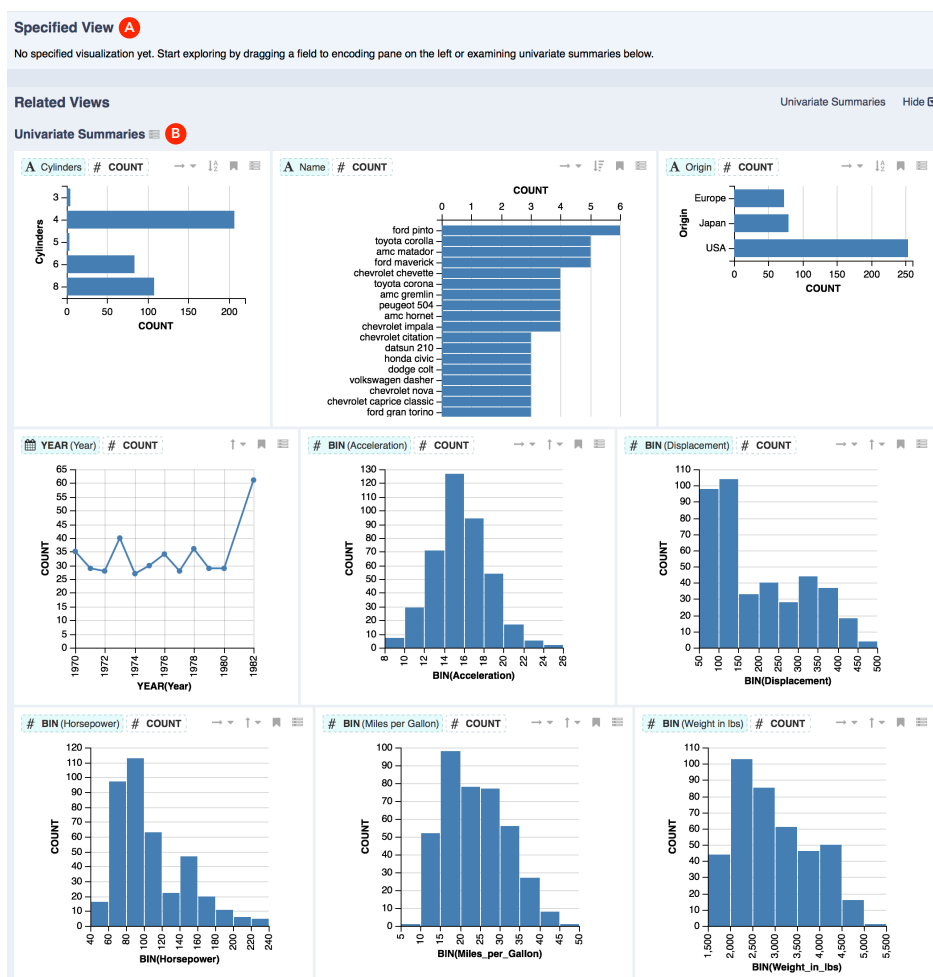 Specified View A
No specified visualization yet. Start exploring by dragging a field to encoding pane on the left or examining univariate summaries below.
Related Views
Univariate Summaries Hide
Univariate Summaries B
A Cylinders # COUNT
3
4
5
6
8
Cylinders
0 50 100 150 200
COUNT
A Name # COUNT
COUNT
0 1 2 3 4 5 6
ford pinto
toyota corolla
amc matador
ford maverick
chevrolet chevette
toyota corona
amc gremlin
peugeot 504
amc hornet
chevrolet impala
chevrolet citation
datsun 210
honda civic
dodge colt
volkswagen dasher
chevrolet nova
chevrolet caprice classic
ford gran torino
A Origin # COUNT
Origin
Europe
Japan
USA
0 50 100 150 200 250
COUNT
YEAR (Year) # COUNT
65
60
55
50
45
40
35
30
25
20
15
10
5
0
COUNT
1970 1972 1974 1976 1978 1980 1982
YEAR(Year)
# BIN (Acceleration) # COUNT
130
120
110
100
90
80
70
60
50
40
30
20
10
0
COUNT
8 10 12 14 16 18 20 22 24 26
BIN(Acceleration)
# BIN (Displacement) # COUNT
110
100
90
80
70
60
50
40
30
20
10
0
COUNT
50 100 150 200 250 300 350 400 450 500
BIN(Displacement)
# BIN (Horsepower) # COUNT
120
110
100
90
80
70
60
50
40
30
20
10
0
COUNT
40 60 80 100 120 140 160 180 200 220 240
BIN(Horsepower)
# BIN (Miles per Gallon) # COUNT
100
90
80
70
60
50
40
30
20
10
0
COUNT
5 10 15 20 25 30 35 40 45 50
BIN(Miles_per_Gallon)
# BIN (Weight in lbs) # COUNT
110
100
90
80
70
60
50
40
30
20
10
0
COUNT
1,500 2,000 2,500 3,000 3,500 4,000 4,500 5,000 5,500
BIN(Weight_in_lbs)